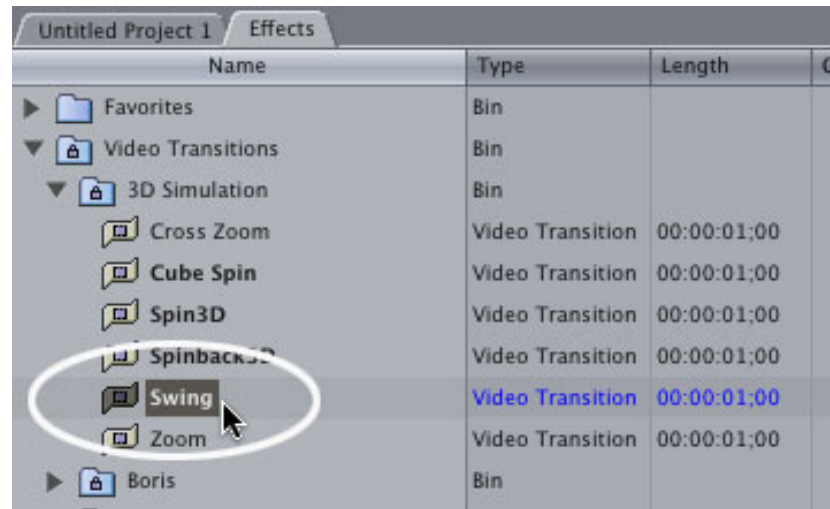 Untitled Project 1 Effects
Name Type Length
Favorites Bin
Video Transitions Bin
3D Simulation Bin
Cross Zoom Video Transition 00:00:01;00
Cube Spin Video Transition 00:00:01;00
Spin3D Video Transition 00:00:01;00
Spinback3D Video Transition 00:00:01;00
Swing Video Transition 00:00:01;00
Zoom Video Transition 00:00:01;00
Boris Bin